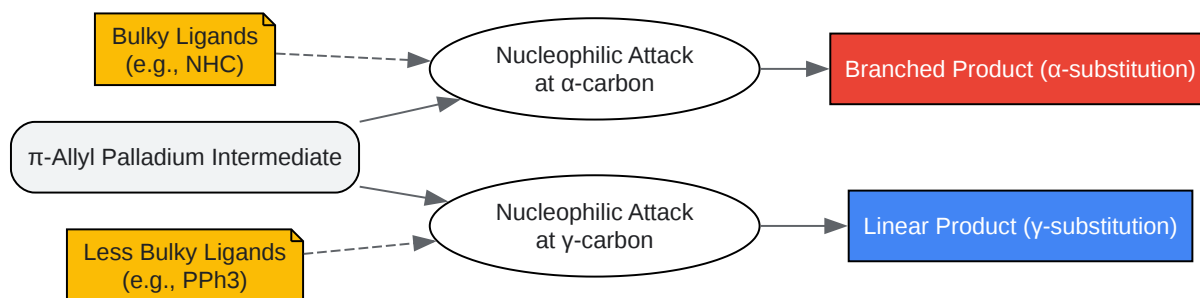 Bulky Ligands
(e.g., NHC)
Nucleophilic Attack
at α-carbon
Branched Product (α-substitution)
π-Allyl Palladium Intermediate
Nucleophilic Attack
at γ-carbon
Linear Product (γ-substitution)
Less Bulky Ligands
(e.g., PPh3)